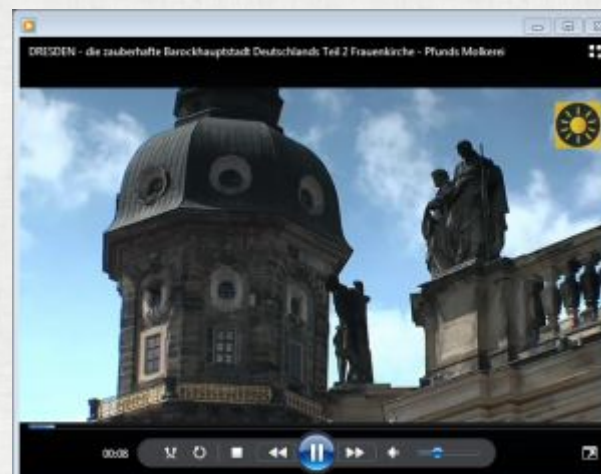 DRESDEN - die zauberhafte Barockhauptstadt Deutschlands Teil 2 Frauenkirche - Pfunds Molkerei
00:08